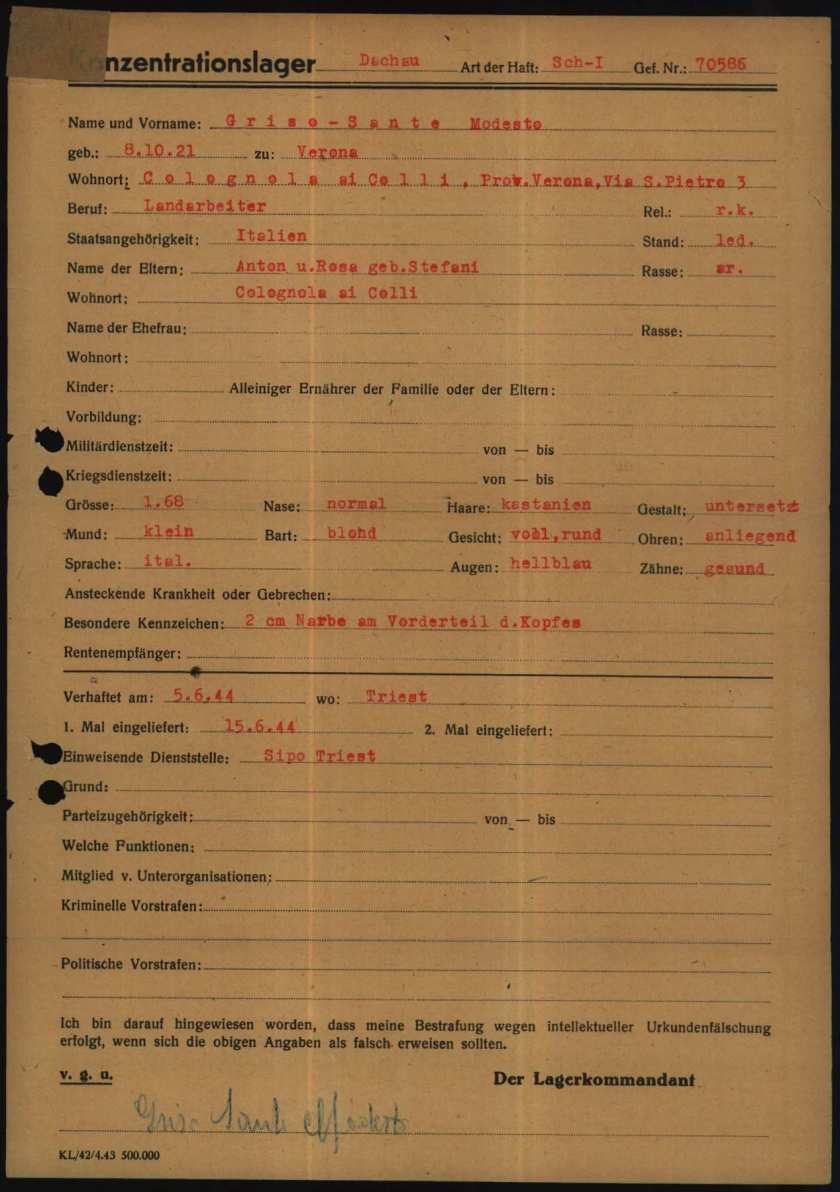 Konzentrationslager Dachau Art der Haft: Sch-I Gef. Nr.: 70586
Name und Vorname: Griso-Sante Modesto
geb.: 8.10.21 zu: Verona
Wohnort: Colognola ai Colli, Prov.Verona,Via S.Pietro 3
Beruf: Landarbeiter Rel.: r.k.
Staatsangehörigkeit: Italien Stand: led.
Name der Eltern: Anton u.Rosa geb.Stefani Rasse: ar.
Wohnort: Colognola ai Colli
Name der Ehefrau: Rasse:
Wohnort:
Kinder: Alleiniger Ernährer der Familie oder der Eltern:
Vorbildung:
Militärdienstzeit: von — bis
Kriegsdienstzeit: von — bis
Grösse: 1.68 Nase: normal Haare: kastanien Gestalt: untersetzt
Mund: klein Bart: blond Gesicht: voll,rund Ohren: anliegend
Sprache: ital. Augen: hellblau Zähne: gesund
Ansteckende Krankheit oder Gebrechen:
Besondere Kennzeichen: 2 cm Narbe am Vorderteil d.Kopfes
Rentenempfänger:
Verhaftet am: 5.6.44 wo: Triest
1. Mal eingeliefert: 15.6.44 2. Mal eingeliefert:
Einweisende Dienststelle: Sipo Triest
Grund:
Parteizugehörigkeit: von — bis
Welche Funktionen:
Mitglied v. Unterorganisationen:
Kriminelle Vorstrafen:
Politische Vorstrafen:
Ich bin darauf hingewiesen worden, dass meine Bestrafung wegen intellektueller Urkundenfälschung
erfolgt, wenn sich die obigen Angaben als falsch erweisen sollten.
v. g. u. Der Lagerkommandant
Griso Sante Modesto
KL/42/4.43 500.000